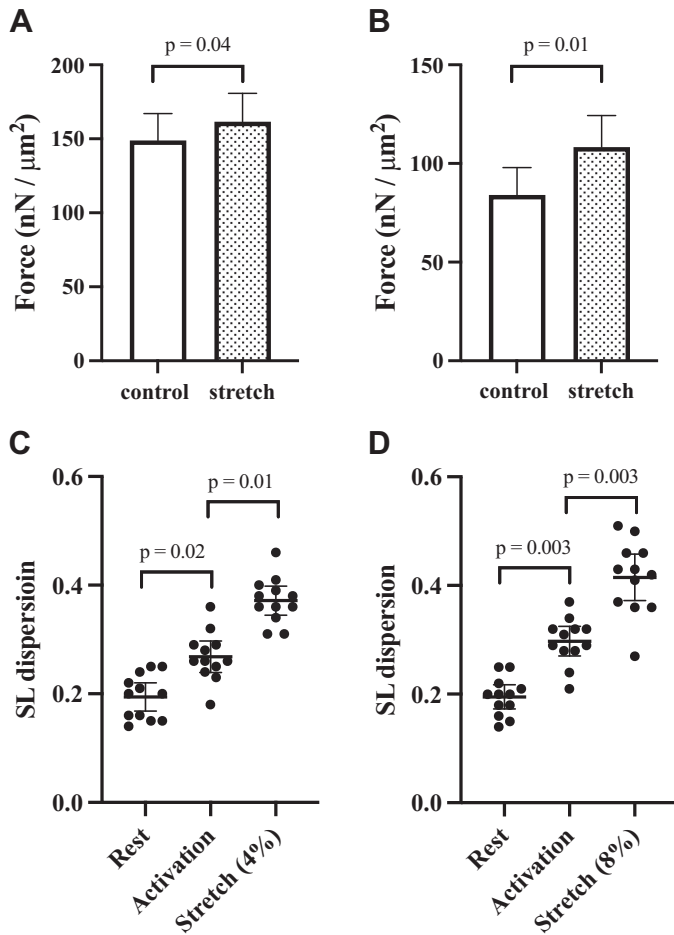 A
p = 0.04
200
150
100
50
0
Force (nN / μm²)
control stretch
B
p = 0.01
150
100
50
0
Force (nN / μm²)
control stretch
C
p = 0.01
p = 0.02
0.6
0.4
0.2
0.0
SL dispersioin
Rest
Activation
Stretch (4%)
D
p = 0.003
p = 0.003
0.6
0.4
0.2
0.0
SL dispersion
Rest
Activation
Stretch (8%)